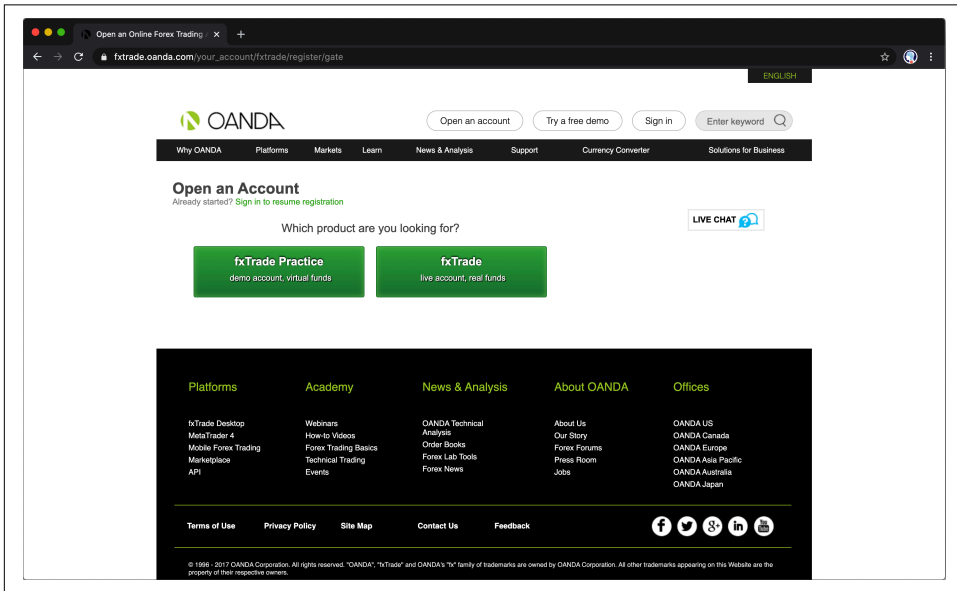 Open an Online Forex Trading
fxtrade.oanda.com/your_account/fxtrade/register/gate
ENGLISH
OANDA
Open an account
Try a free demo
Sign in
Enter keyword
Why OANDA
Platforms
Markets
Learn
News & Analysis
Support
Currency Converter
Solutions for Business
Open an Account
Already started? Sign in to resume registration
Which product are you looking for?
LIVE CHAT
fxTrade Practice
demo account, virtual funds
fxTrade
live account, real funds
Platforms
fxTrade Desktop
MetaTrader 4
Mobile Forex Trading
Marketplace
API
Academy
Webinars
How-to Videos
Forex Trading Basics
Technical Trading
Events
News & Analysis
OANDA Technical
Analysis
Order Books
Forex Lab Tools
Forex News
About OANDA
About Us
Our Story
Forex Forums
Press Room
Jobs
Offices
OANDA US
OANDA Canada
OANDA Europe
OANDA Asia Pacific
OANDA Australia
OANDA Japan
Terms of Use
Privacy Policy
Site Map
Contact Us
Feedback
© 1996 - 2017 OANDA Corporation. All rights reserved. "OANDA", "fxTrade" and OANDA's "fx" family of trademarks are owned by OANDA Corporation. All other trademarks appearing on this Website are the
property of their respective owners.